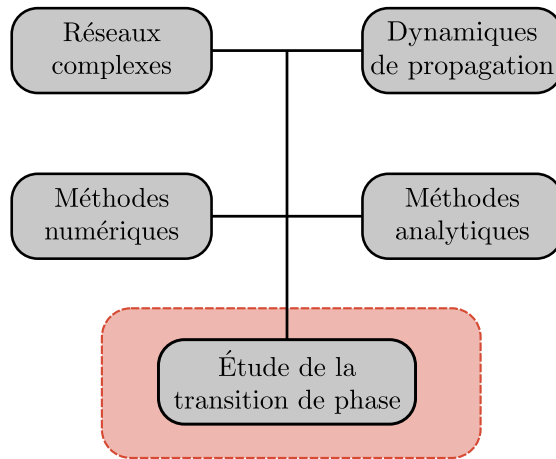 Réseaux
complexes
Dynamiques
de propagation
Méthodes
numériques
Méthodes
analytiques
Étude de la
transition de phase